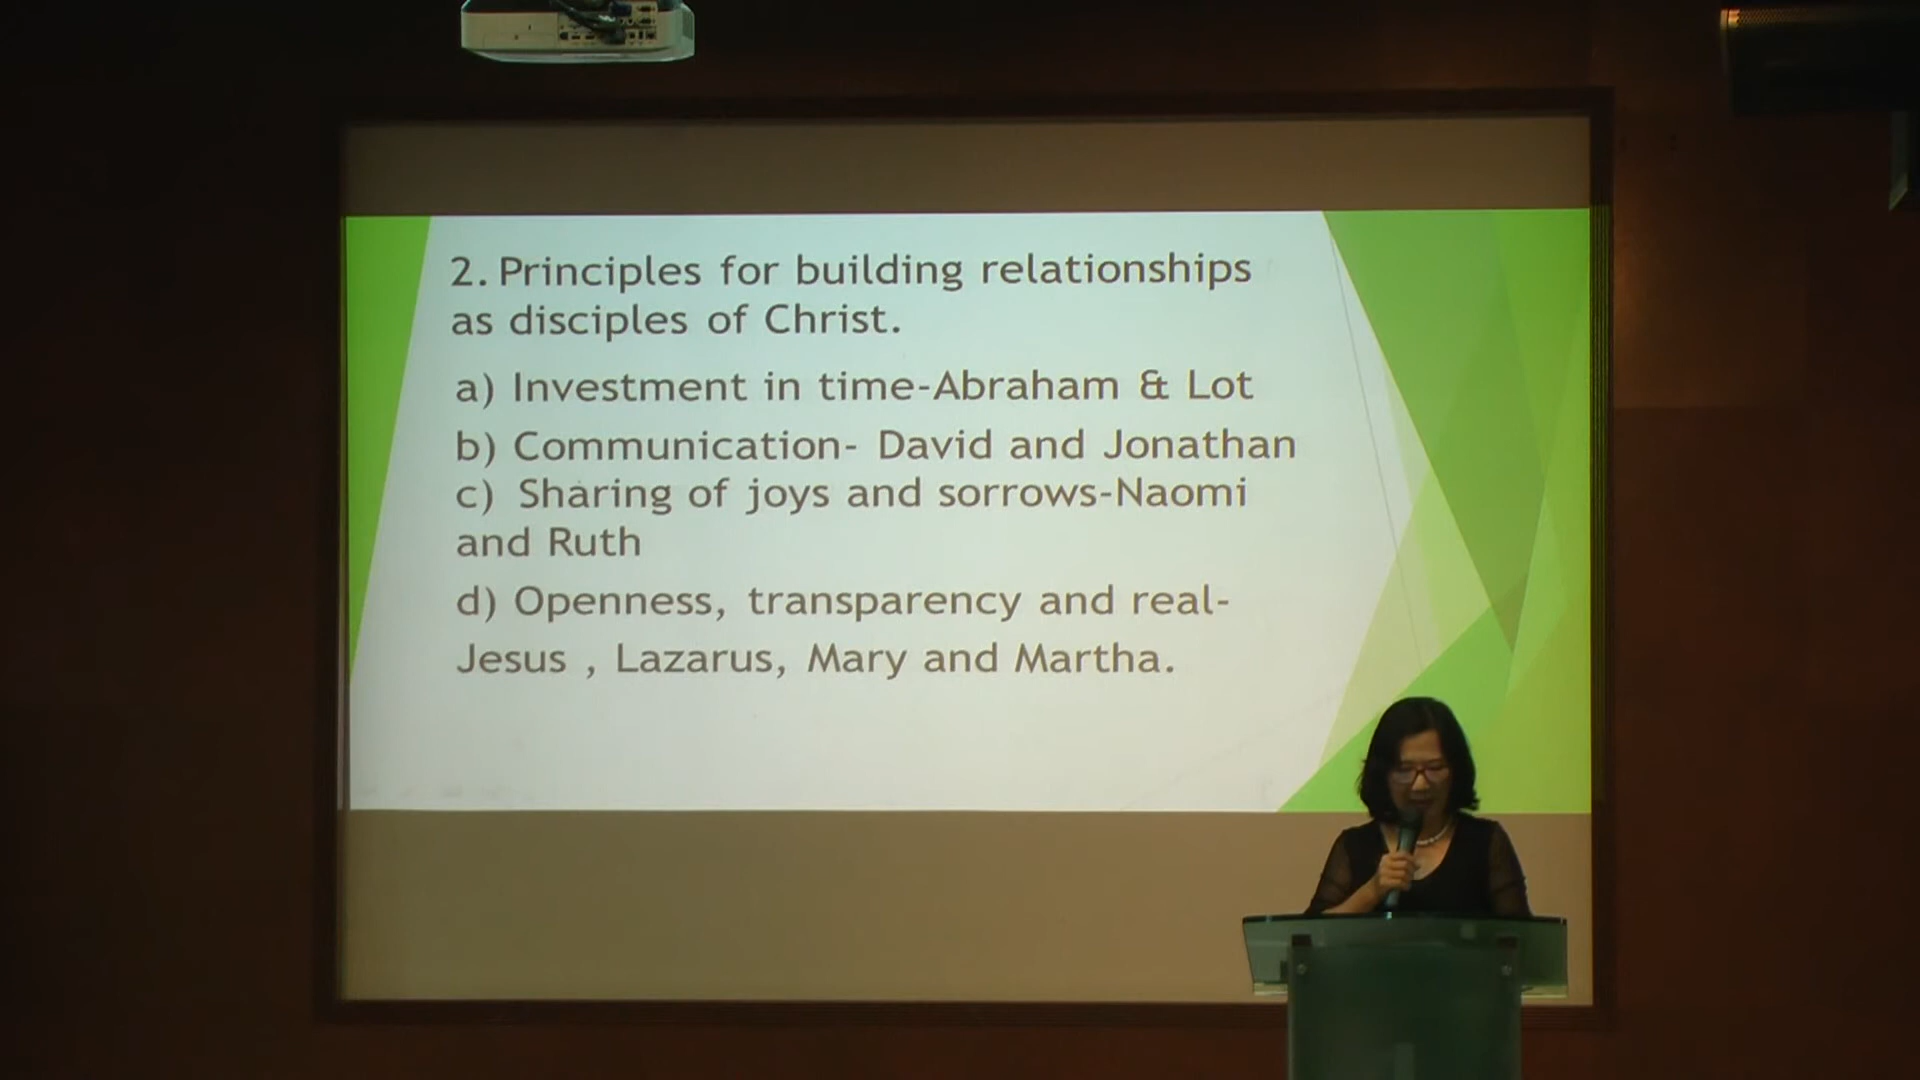 2. Principles for building relationships
as disciples of Christ.
a) Investment in time-Abraham & Lot
b) Communication- David and Jonathan
c) Sharing of joys and sorrows-Naomi
and Ruth
d) Openness, transparency and real-
Jesus , Lazarus, Mary and Martha.